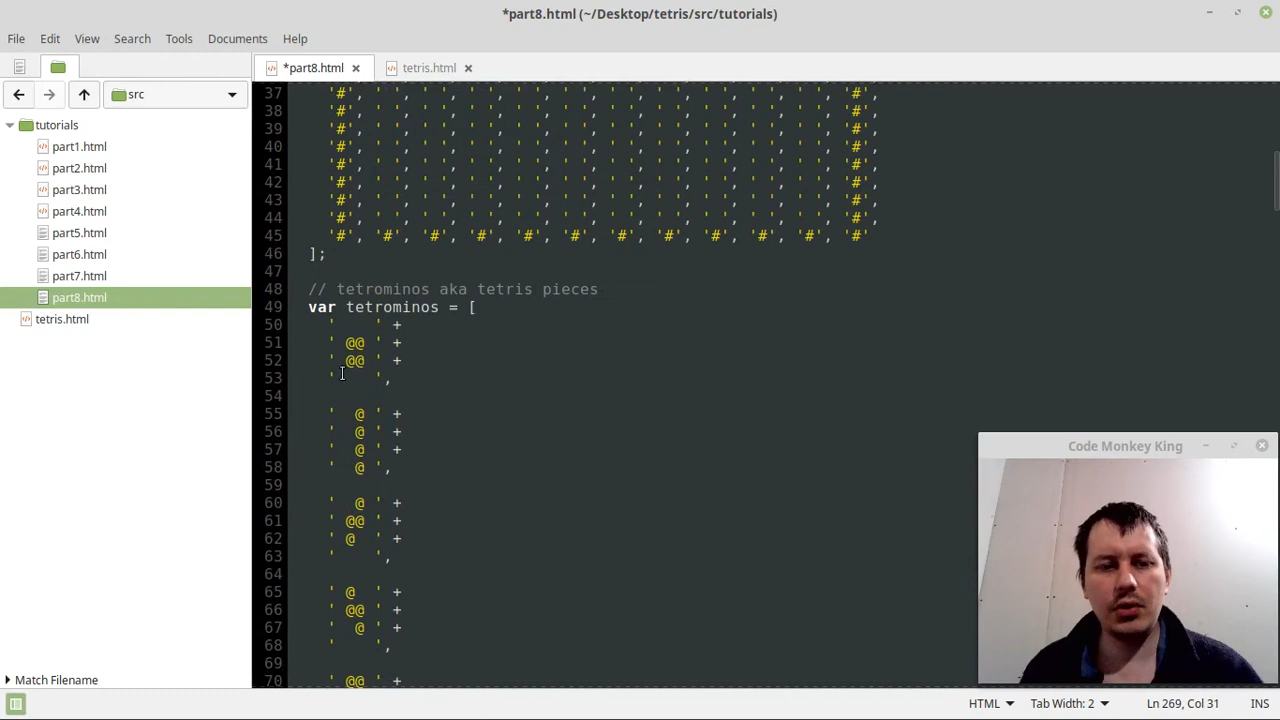 *part8.html (~/Desktop/tetris/src/tutorials)
File Edit View Search Tools Documents Help
*part8.html tetris.html
src
tutorials
part1.html
part2.html
part3.html
part4.html
part5.html
part6.html
part7.html
part8.html
tetris.html
Match Filename
37 '#', ' ', ' ', ' ', ' ', ' ', ' ', ' ', ' ', ' ', ' ', '#',
38 '#', ' ', ' ', ' ', ' ', ' ', ' ', ' ', ' ', ' ', ' ', '#',
39 '#', ' ', ' ', ' ', ' ', ' ', ' ', ' ', ' ', ' ', ' ', '#',
40 '#', ' ', ' ', ' ', ' ', ' ', ' ', ' ', ' ', ' ', ' ', '#',
41 '#', ' ', ' ', ' ', ' ', ' ', ' ', ' ', ' ', ' ', ' ', '#',
42 '#', ' ', ' ', ' ', ' ', ' ', ' ', ' ', ' ', ' ', ' ', '#',
43 '#', ' ', ' ', ' ', ' ', ' ', ' ', ' ', ' ', ' ', ' ', '#',
44 '#', ' ', ' ', ' ', ' ', ' ', ' ', ' ', ' ', ' ', ' ', '#',
45 '#', '#', '#', '#', '#', '#', '#', '#', '#', '#', '#', '#'
46 ];
47
48 // tetrominos aka tetris pieces
49 var tetrominos = [
50 '    ' +
51 ' @@ ' +
52 ' @@ ' +
53 '    ',
54
55 '  @ ' +
56 '  @ ' +
57 '  @ ' +
58 '  @ ',
59
60 '  @ ' +
61 ' @@ ' +
62 ' @  ' +
63 '    ',
64
65 ' @  ' +
66 ' @@ ' +
67 '  @ ' +
68 '    ',
69
70 ' @@ ' +
Code Monkey King
HTML Tab Width: 2 Ln 269, Col 31 INS